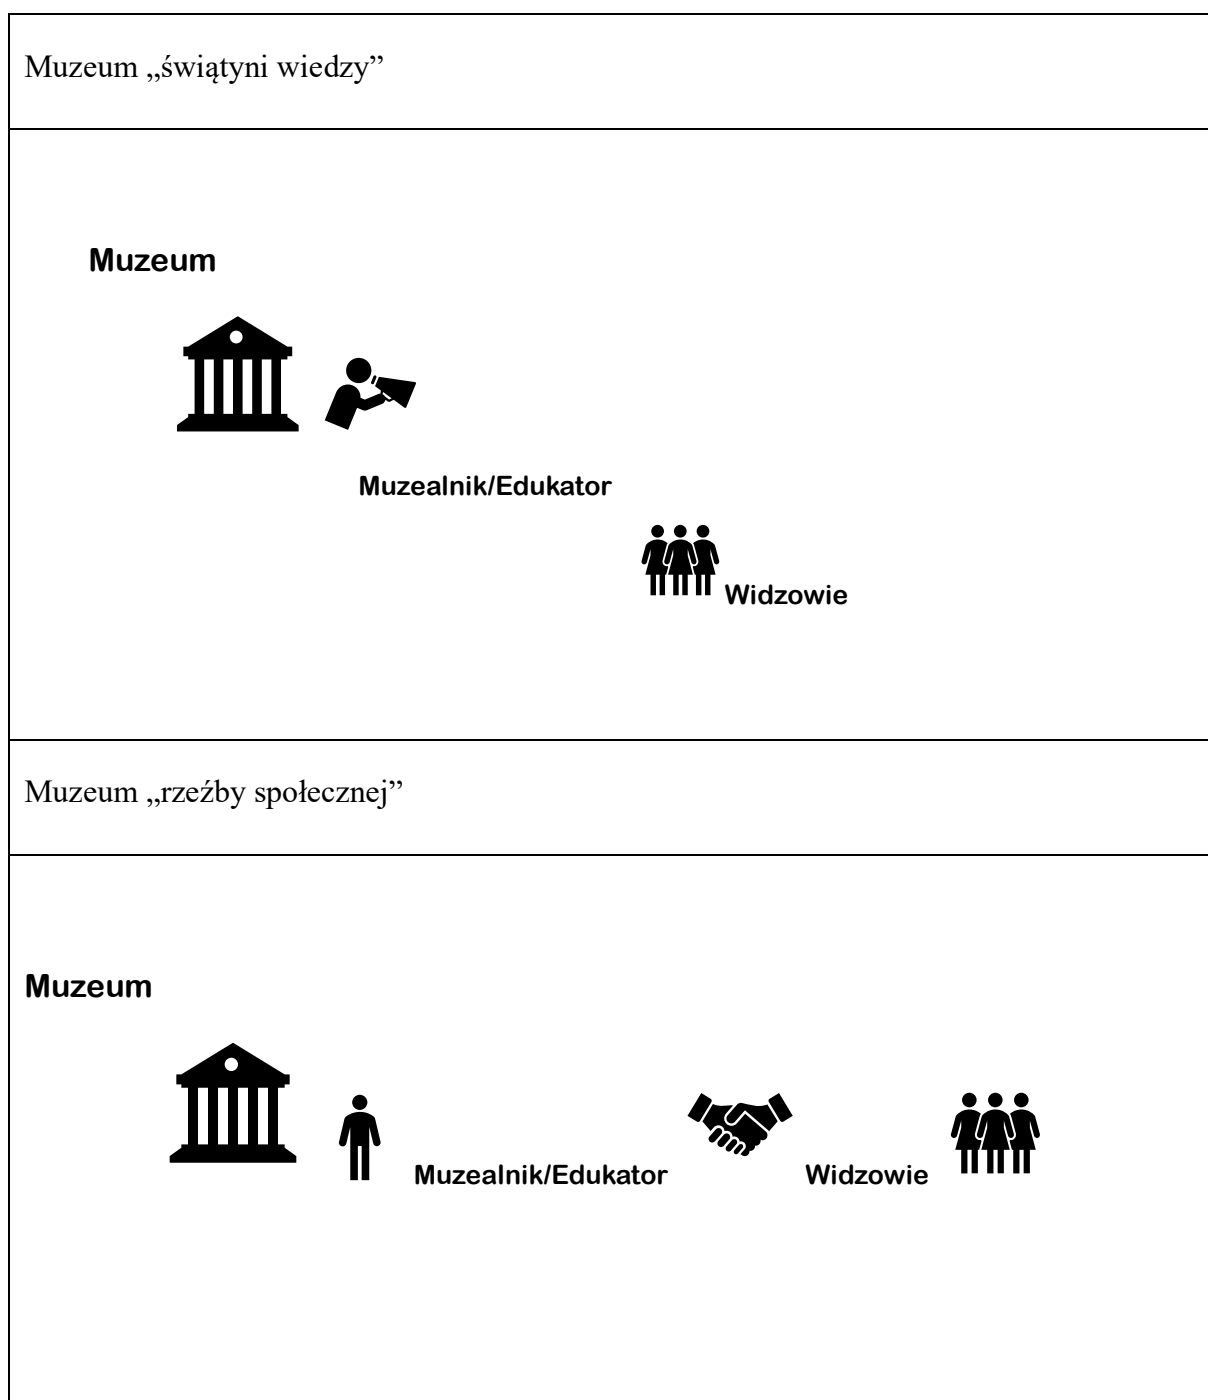 Muzeum „świątyni wiedzy”
Muzeum
Muzealnik/Edukator
Widzowie
Muzeum „rzeźby społecznej”
Muzeum
Muzealnik/Edukator
Widzowie